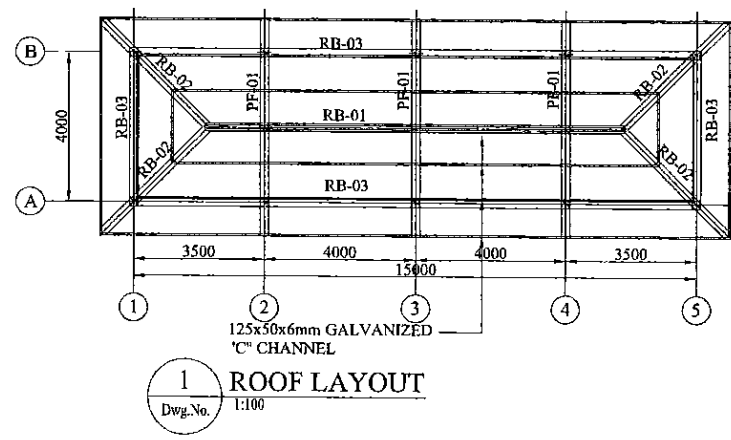 B
RB-03
RB-02
PF-01
PF-01
PF-01
RB-02
RB-03
4000
RB-01
RB-03
RB-02
RB-02
RB-03
A
3500
4000
4000
3500
15000
1
2
3
4
5
125x50x6mm GALVANIZED
"C" CHANNEL
1
ROOF LAYOUT
Dwg.No.
1:100